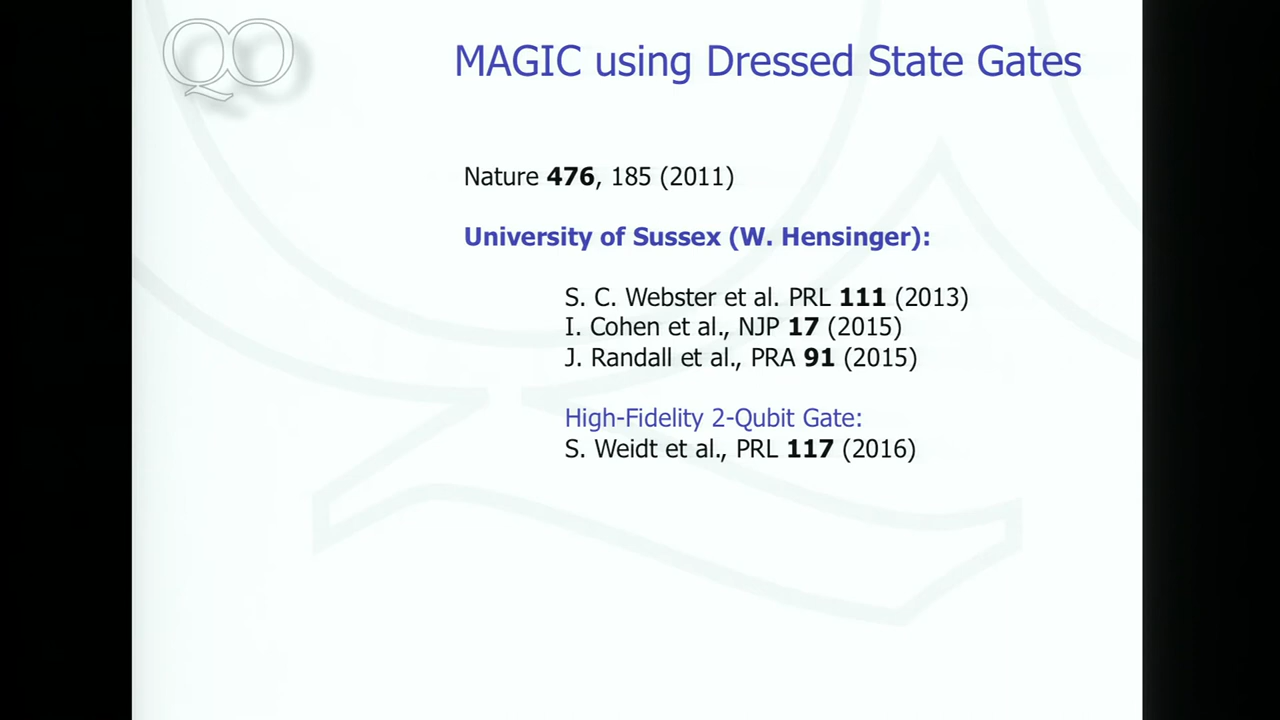 QO
MAGIC using Dressed State Gates
Nature 476, 185 (2011)
University of Sussex (W. Hensinger):
S. C. Webster et al. PRL 111 (2013)
I. Cohen et al., NJP 17 (2015)
J. Randall et al., PRA 91 (2015)
High-Fidelity 2-Qubit Gate:
S. Weidt et al., PRL 117 (2016)